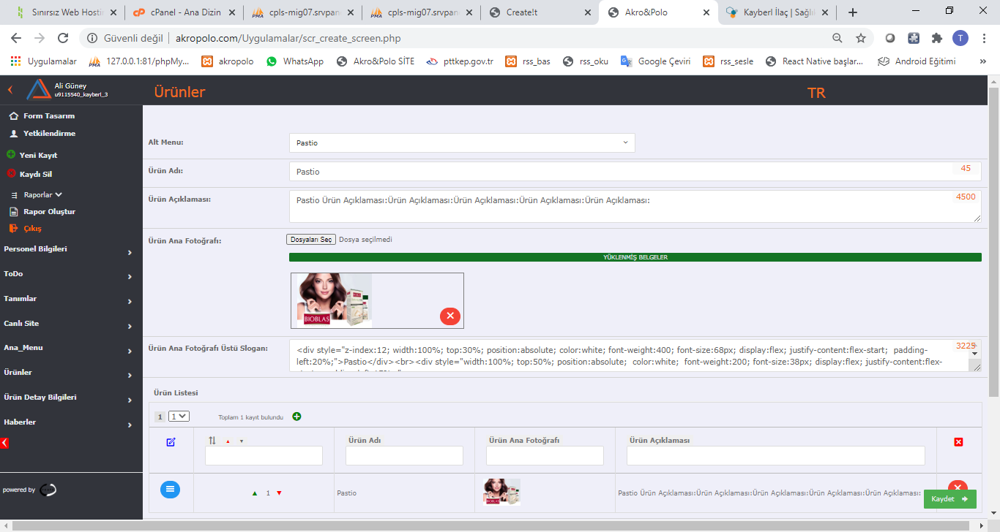 Sınırsız Web Hosti
cPanel - Ana Dizin
cpls-mig07.srvpan
cpls-mig07.srvpan
Create!t
Akro&Polo
Kayberl İlaç | Sağlı
Güvenli değil
akropolo.com/Uygulamalar/scr_create_screen.php
T
Uygulamalar
127.0.0.1:81/phpMy...
akropolo
WhatsApp
Akro&Polo SİTE
pttkep.gov.tr
rss_bas
rss_oku
Google Çeviri
rss_sesle
React Native başlar...
Android Eğitimi
Ali Güney
u9115540_kayberl_3
Ürünler
TR
Form Tasarım
Yetkilendirme
Yeni Kayıt
Kaydı Sil
Raporlar
Rapor Oluştur
Çıkış
Personel Bilgileri
ToDo
Tanımlar
Canlı Site
Ana_Menu
Ürünler
Ürün Detay Bilgileri
Haberler
powered by
Alt Menu:
Pastio
Ürün Adı:
Pastio
45
Ürün Açıklaması:
Pastio Ürün Açıklaması:Ürün Açıklaması:Ürün Açıklaması:Ürün Açıklaması:Ürün Açıklaması:
4500
Ürün Ana Fotoğrafı:
Dosyaları Seç
Dosya seçilmedi
YÜKLENMİŞ BELGELER
BIOBLAS
Ürün Ana Fotoğrafı Üstü Slogan:
<div style="z-index:12; width:100%; top:30%; position:absolute; color:white; font-weight:400; font-size:68px; display:flex; justify-content:flex-start; padding-
left:20%;">Pastio</div><br><div style="width:100%; top:50%; position:absolute; color:white; font-weight:200; font-size:38px; display:flex; justify-content:flex-
3225
Ürün Listesi
1
1
Toplam 1 kayıt bulundu
Ürün Adı
Ürün Ana Fotoğrafı
Ürün Açıklaması
1
Pastio
BIOBLAS
Pastio Ürün Açıklaması:Ürün Açıklaması:Ürün Açıklaması:Ürün Açıklaması:Ürün Açıklaması:
Kaydet